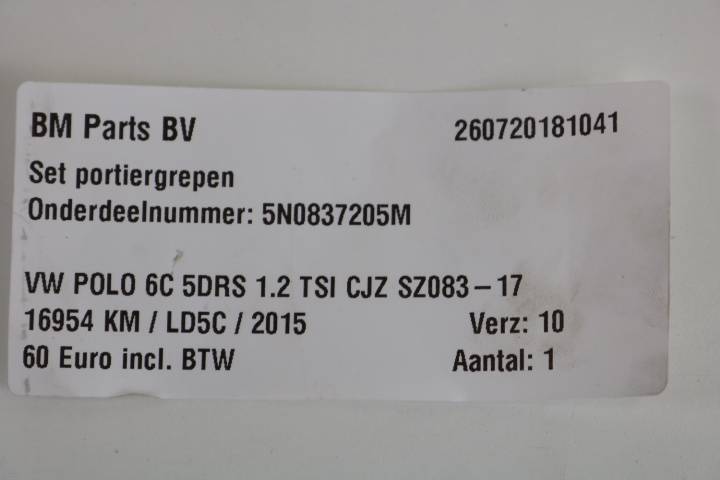 BM Parts BV 260720181041
Set portiergrepen
Onderdeelnummer: 5N0837205M
VW POLO 6C 5DRS 1.2 TSI CJZ SZ083-17
16954 KM / LD5C / 2015 Verz: 10
60 Euro incl. BTW Aantal: 1